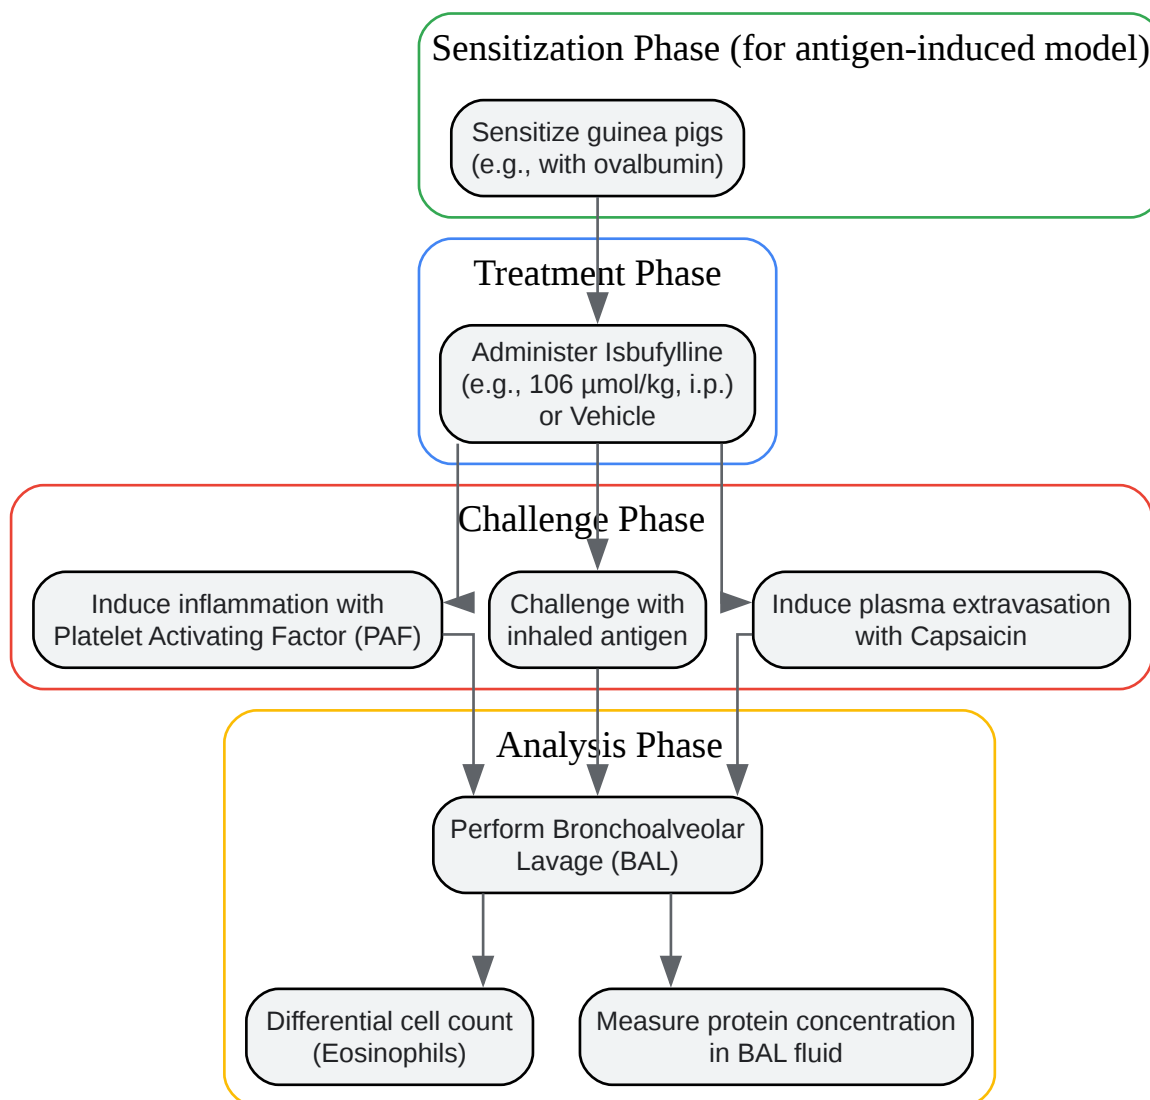 Sensitization Phase (for antigen-induced model)
Sensitize guinea pigs
(e.g., with ovalbumin)
Treatment Phase
Administer Isbufylline
(e.g., 106 µmol/kg, i.p.)
or Vehicle
Challenge Phase
Induce inflammation with
Platelet Activating Factor (PAF)
Challenge with
inhaled antigen
Induce plasma extravasation
with Capsaicin
Analysis Phase
Perform Bronchoalveolar
Lavage (BAL)
Differential cell count
(Eosinophils)
Measure protein concentration
in BAL fluid